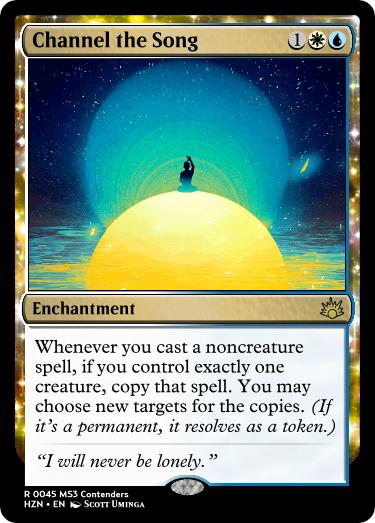 Channel the Song 1
Enchantment
Whenever you cast a noncreature
spell, if you control exactly one
creature, copy that spell. You may
choose new targets for the copies. (If
it's a permanent, it resolves as a token.)
"I will never be lonely."
R 0045 MS3 Contenders
HZN • EN Scott Uminga